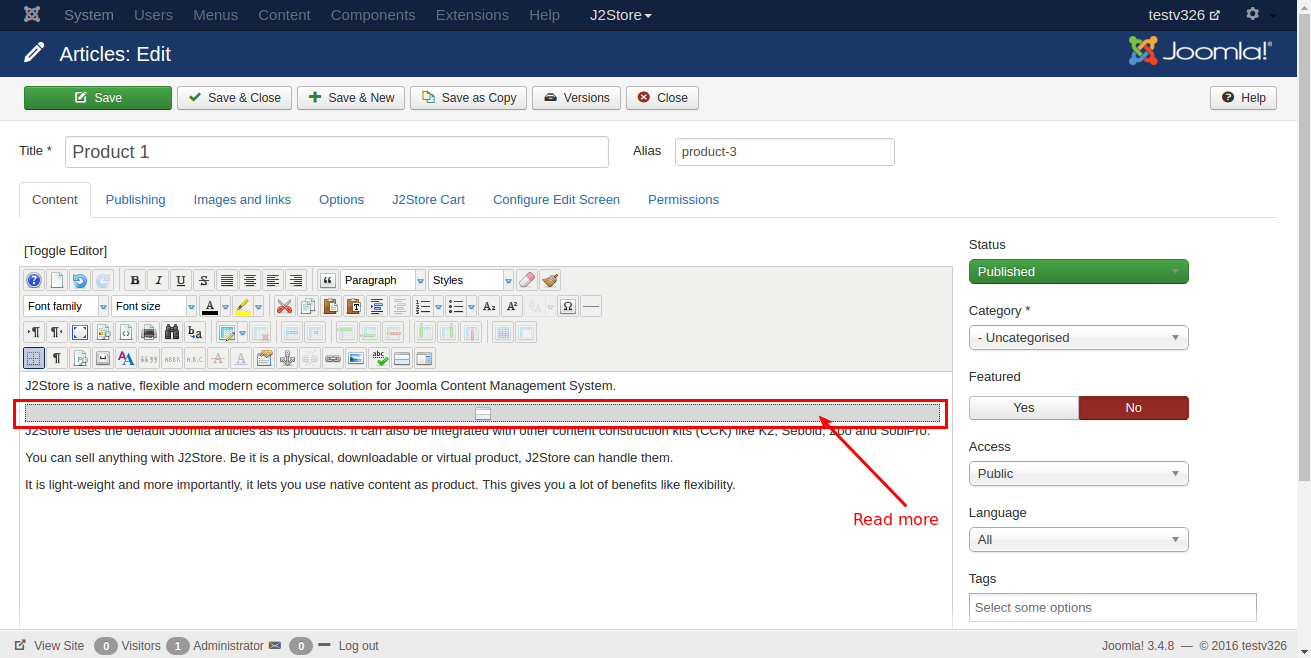 System Users Menus Content Components Extensions Help J2Store testv326
Articles: Edit Joomla!®
Save Save & Close Save & New Save as Copy Versions Close Help
Title * Product 1 Alias product-3
Content Publishing Images and links Options J2Store Cart Configure Edit Screen Permissions
[Toggle Editor]
B I U S Paragraph Styles
Font family Font size A A₂ A² Ω
¶ ¶ b a
¶ AA ABBR A.B.C. A A abc
J2Store is a native, flexible and modern ecommerce solution for Joomla Content Management System.
J2Store uses the default Joomla articles as its products. It can also be integrated with other content construction kits (CCK) like K2, Seblod, Zoo and SobiPro.
You can sell anything with J2Store. Be it is a physical, downloadable or virtual product, J2Store can handle them.
It is light-weight and more importantly, it lets you use native content as product. This gives you a lot of benefits like flexibility.
Read more
Status
Published
Category *
- Uncategorised
Featured
Yes No
Access
Public
Language
All
Tags
Select some options
View Site 0 Visitors 1 Administrator 0 Log out Joomla! 3.4.8 — © 2016 testv326